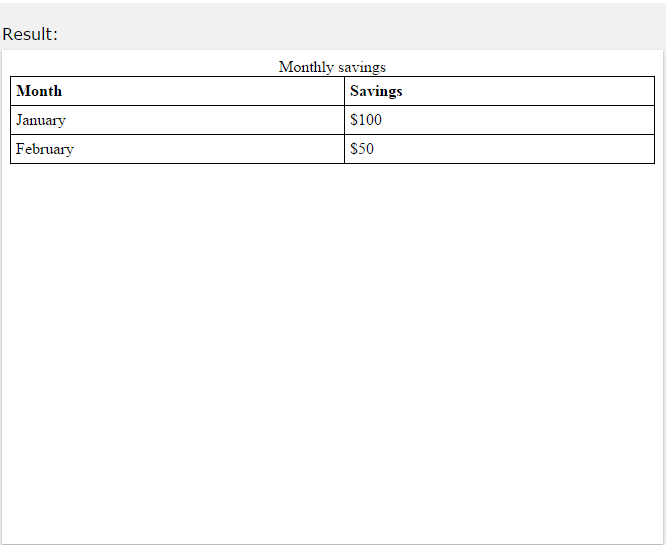 Result:
Monthly savings
Month Savings
January $100
February $50